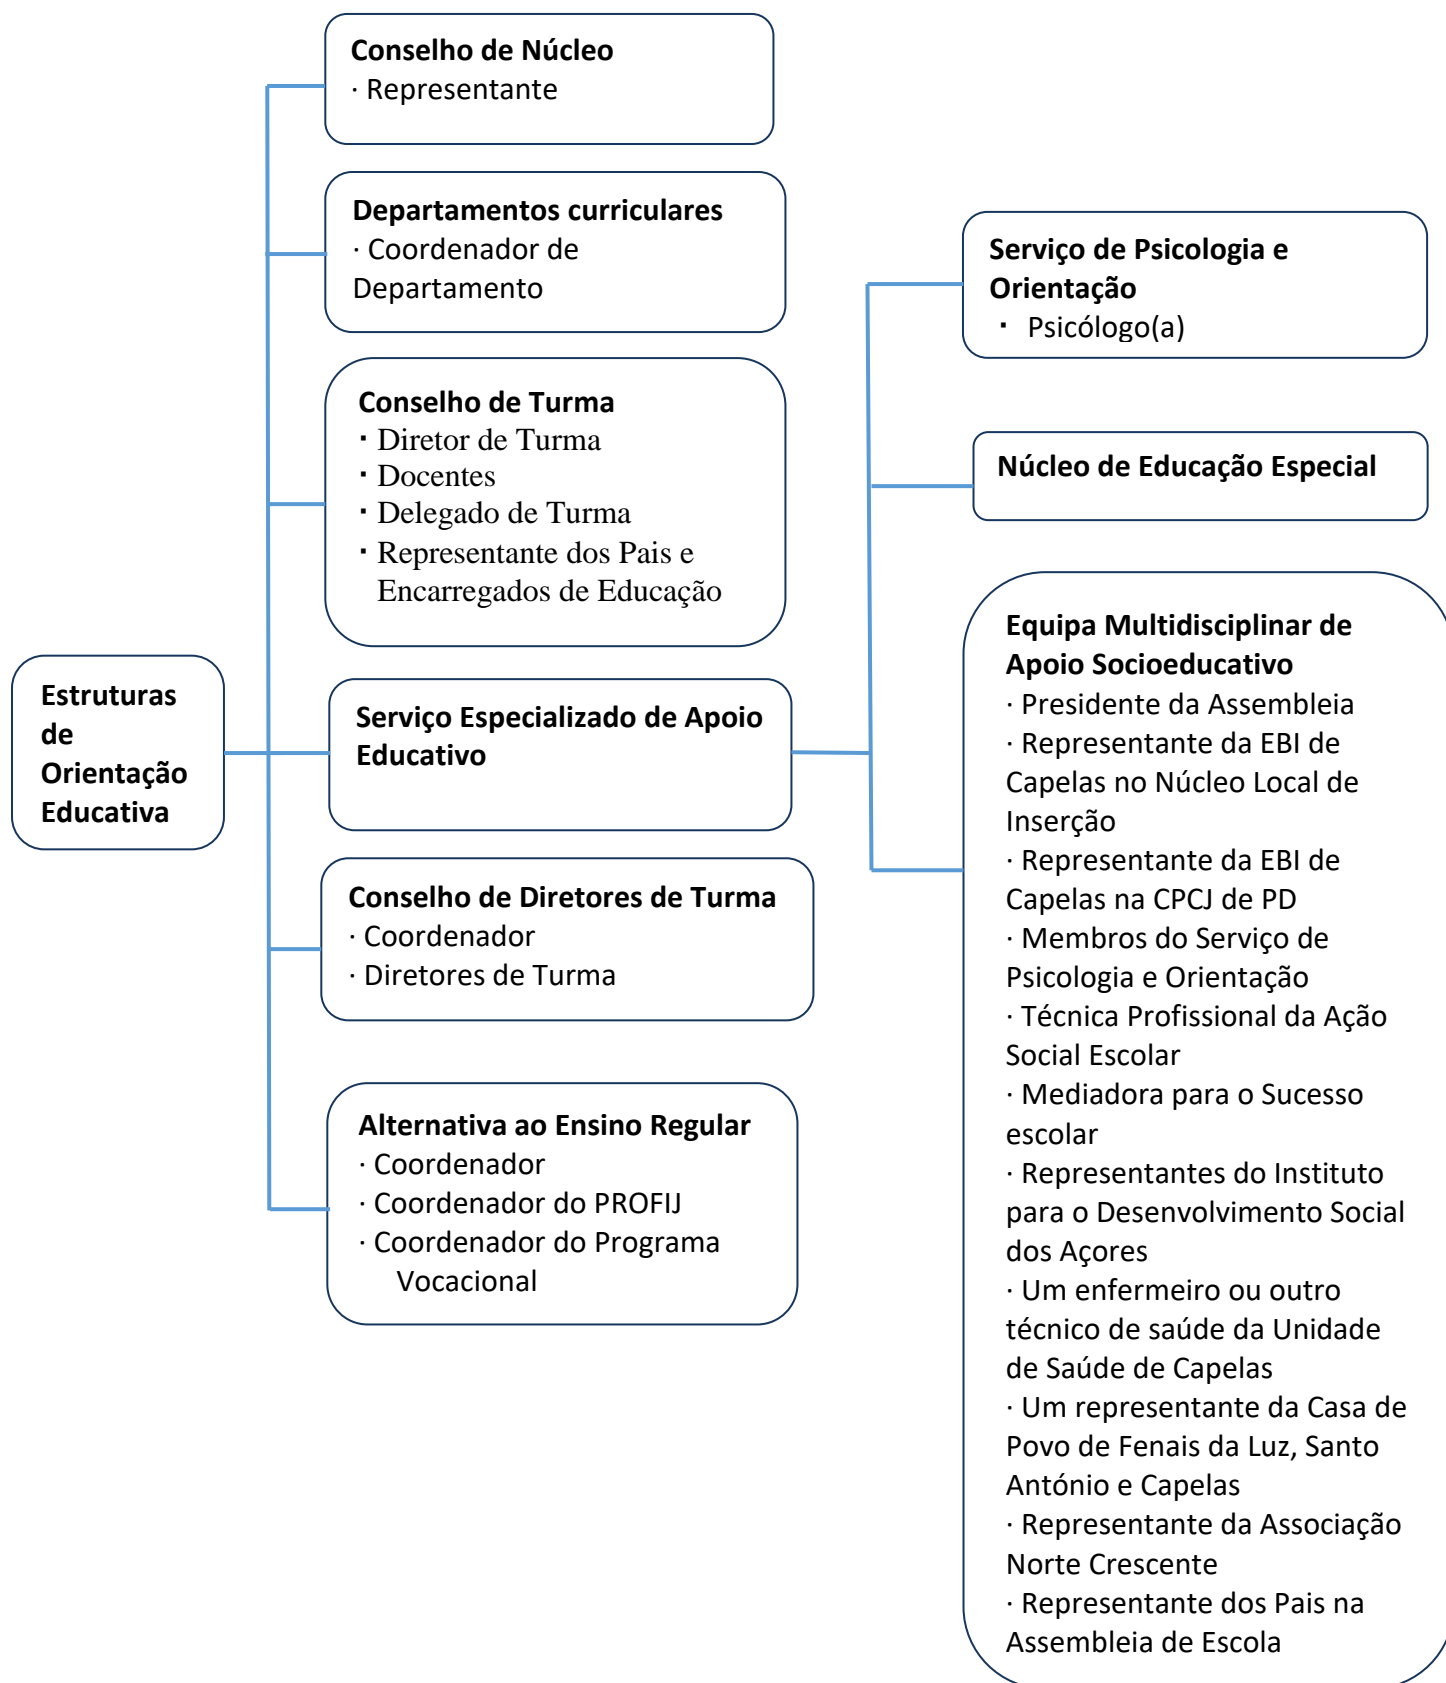 Estruturas
de
Orientação
Educativa
Conselho de Núcleo
· Representante
Departamentos curriculares
· Coordenador de
Departamento
Conselho de Turma
· Diretor de Turma
· Docentes
· Delegado de Turma
· Representante dos Pais e
Encarregados de Educação
Serviço Especializado de Apoio
Educativo
Conselho de Diretores de Turma
· Coordenador
· Diretores de Turma
Alternativa ao Ensino Regular
· Coordenador
· Coordenador do PROFIJ
· Coordenador do Programa
Vocacional
Serviço de Psicologia e
Orientação
· Psicólogo(a)
Núcleo de Educação Especial
Equipa Multidisciplinar de
Apoio Socioeducativo
· Presidente da Assembleia
· Representante da EBI de
Capelas no Núcleo Local de
Inserção
· Representante da EBI de
Capelas na CPCJ de PD
· Membros do Serviço de
Psicologia e Orientação
· Técnica Profissional da Ação
Social Escolar
· Mediadora para o Sucesso
escolar
· Representantes do Instituto
para o Desenvolvimento Social
dos Açores
· Um enfermeiro ou outro
técnico de saúde da Unidade
de Saúde de Capelas
· Um representante da Casa de
Povo de Fenais da Luz, Santo
António e Capelas
· Representante da Associação
Norte Crescente
· Representante dos Pais na
Assembleia de Escola